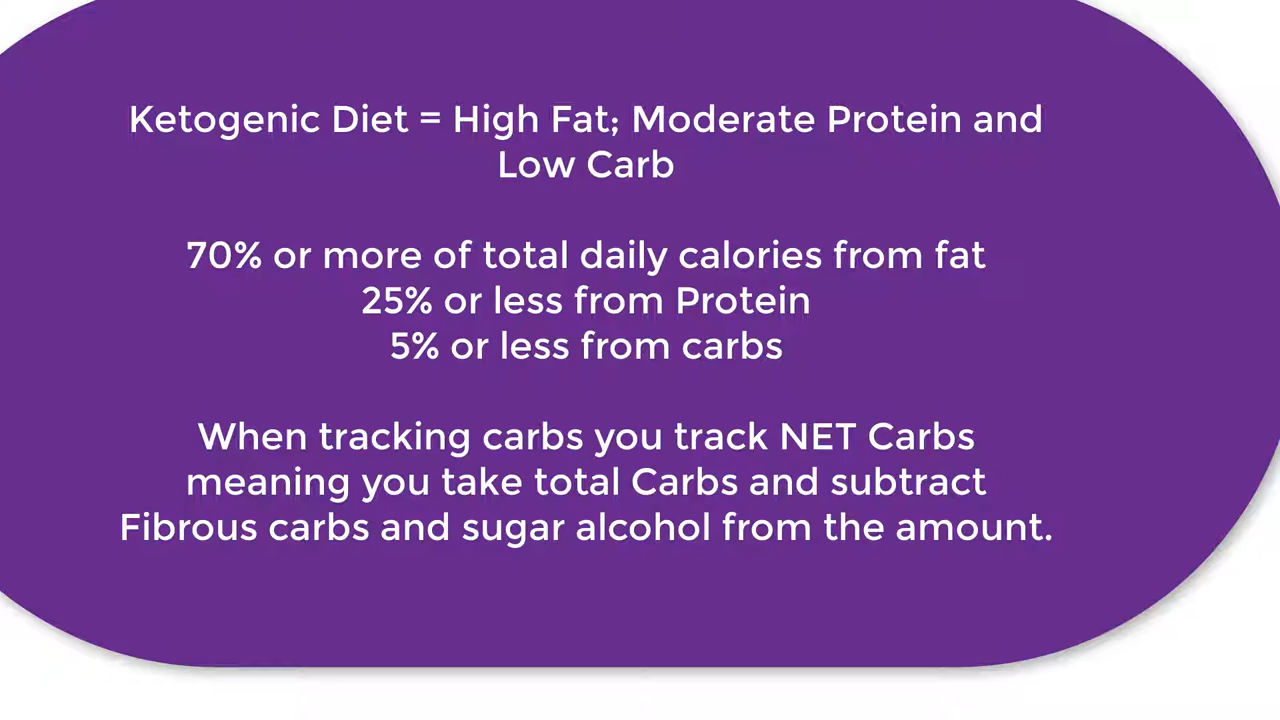 Ketogenic Diet = High Fat; Moderate Protein and
Low Carb
70% or more of total daily calories from fat
25% or less from Protein
5% or less from carbs
When tracking carbs you track NET Carbs
meaning you take total Carbs and subtract
Fibrous carbs and sugar alcohol from the amount.